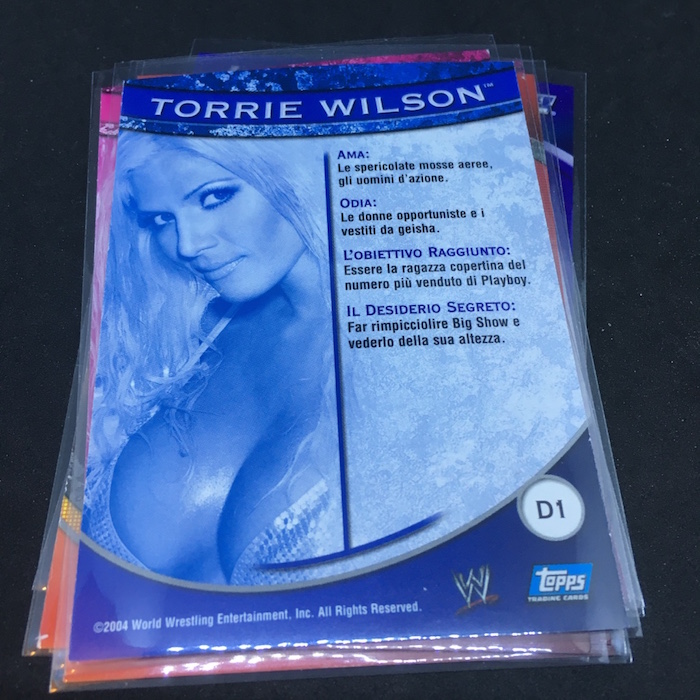 TORRIE WILSON™
AMA:
Le spericolate mosse aeree,
gli uomini d'azione.
ODIA:
Le donne opportuniste e i
vestiti da geisha.
L'OBIETTIVO RAGGIUNTO:
Essere la ragazza copertina del
numero più venduto di Playboy.
IL DESIDERIO SEGRETO:
Far rimpicciolire Big Show e
vederlo della sua altezza.
D1
W
Topps
TRADING CARDS
©2004 World Wrestling Entertainment, Inc. All Rights Reserved.